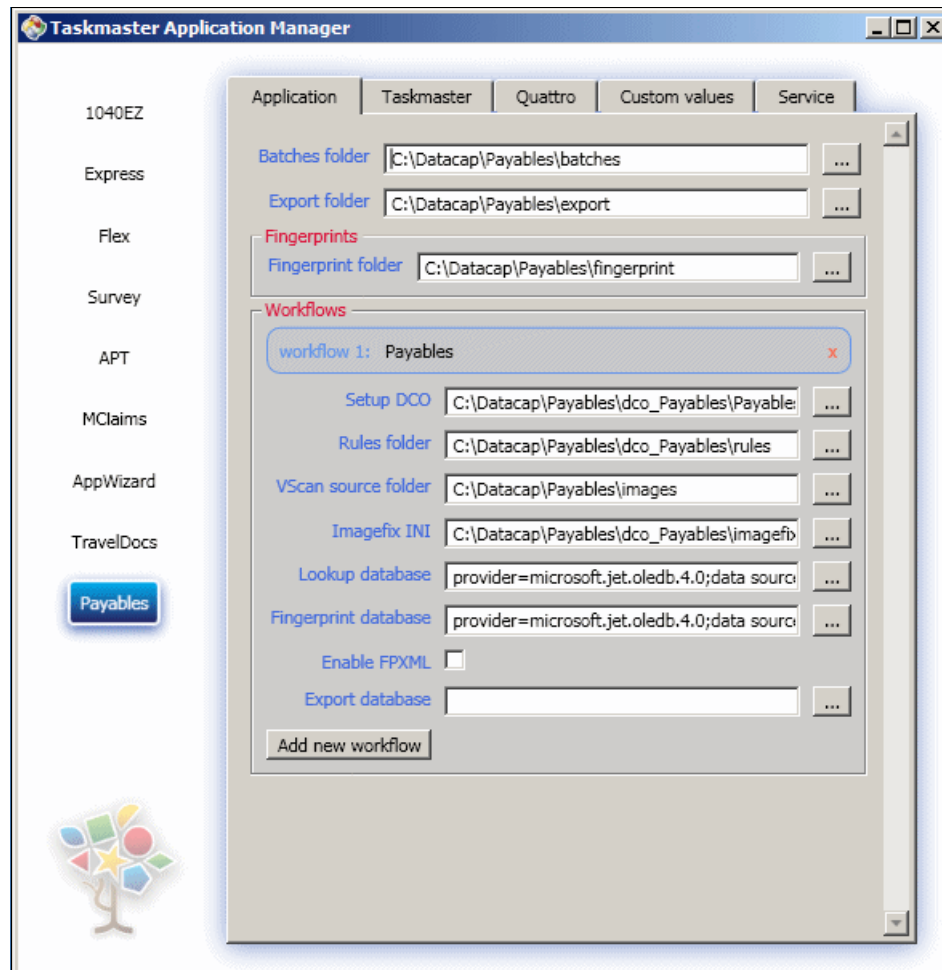 Taskmaster Application Manager
1040EZ
Express
Flex
Survey
APT
MClaims
AppWizard
TravelDocs
Payables
Application Taskmaster Quattro Custom values Service
Batches folder C:\Datacap\Payables\batches ...
Export folder C:\Datacap\Payables\export ...
Fingerprints
Fingerprint folder C:\Datacap\Payables\fingerprint ...
Workflows
workflow 1: Payables x
Setup DCO C:\Datacap\Payables\dco_Payables\Payables ...
Rules folder C:\Datacap\Payables\dco_Payables\rules ...
VScan source folder C:\Datacap\Payables\images ...
Imagefix INI C:\Datacap\Payables\dco_Payables\imagefix ...
Lookup database provider=microsoft.jet.oledb.4.0;data source ...
Fingerprint database provider=microsoft.jet.oledb.4.0;data source ...
Enable FPXML
Export database ...
Add new workflow